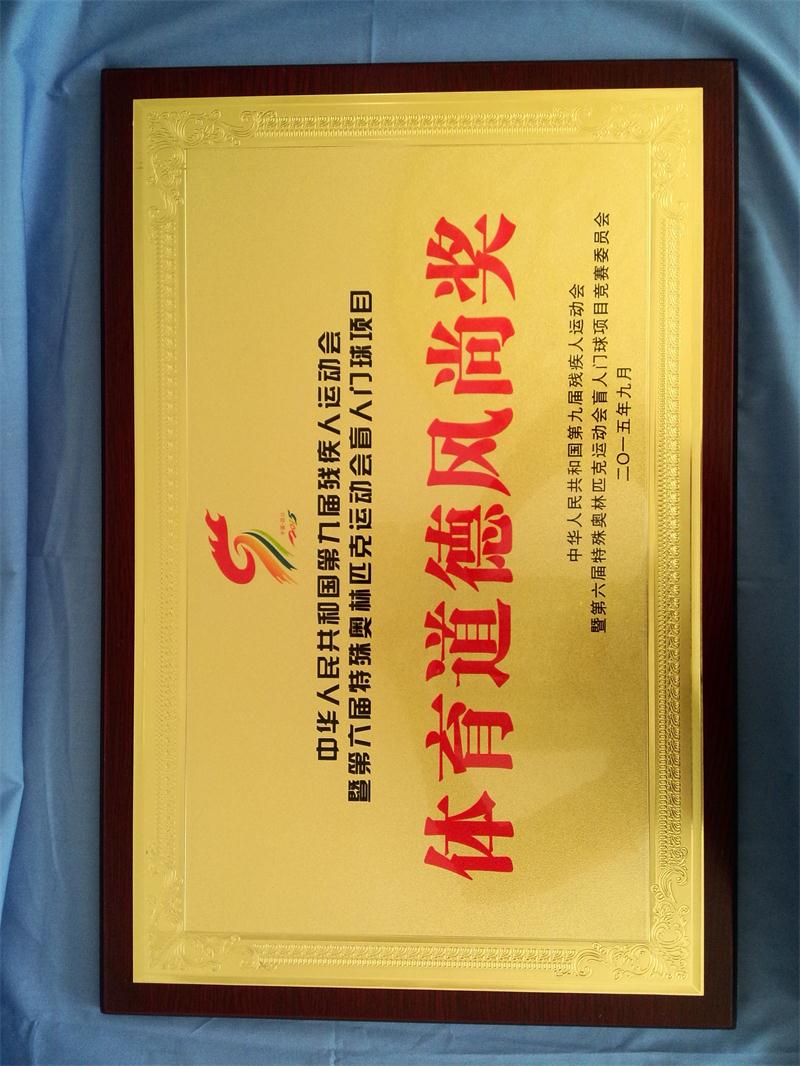 中华人民共和国第九届残疾人运动会
暨第六届特殊奥林匹克运动会盲人门球项目
体育道德风尚奖
中华人民共和国第九届残疾人运动会
暨第六届特殊奥林匹克运动会盲人门球项目竞赛委员会
二〇一五年九月